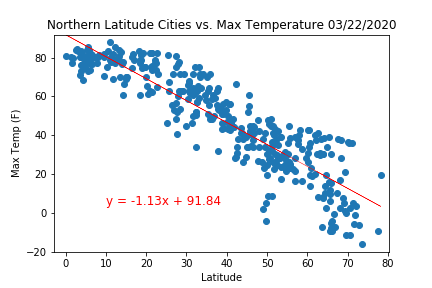 Northern Latitude Cities vs. Max Temperature 03/22/2020
Max Temp (F)
80
60
40
20
0
−20
y = -1.13x + 91.84
0 10 20 30 40 50 60 70 80
Latitude